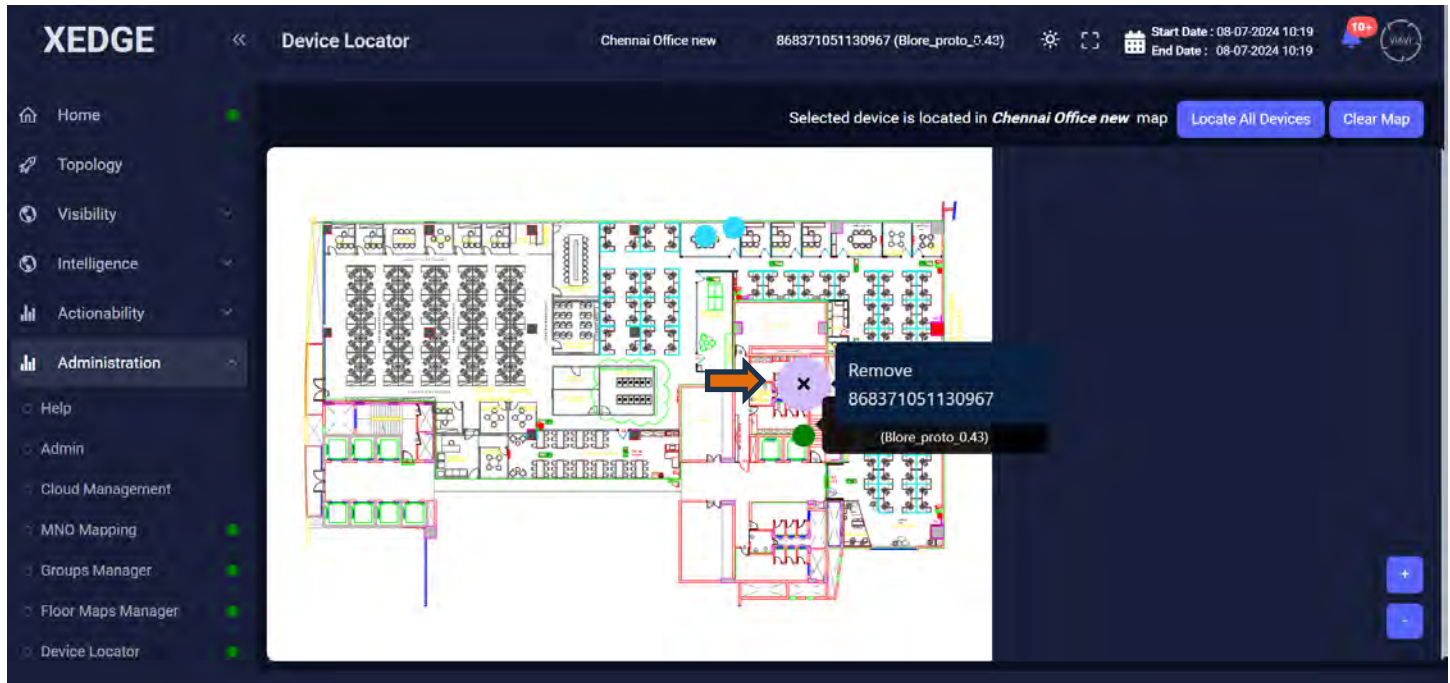 XEDGE
«
Device Locator
Chennai Office new
868371051130967 (Blore_proto_0.43)
Start Date : 08-07-2024 10:19
End Date : 08-07-2024 10:19
10+
VIAVI
Home
Selected device is located in Chennai Office new map
Locate All Devices
Clear Map
Topology
Visibility
Intelligence
Actionability
Administration
Remove
868371051130967
(Blore_proto_0.43)
Help
Admin
Cloud Management
MNO Mapping
Groups Manager
Floor Maps Manager
Device Locator
+
-